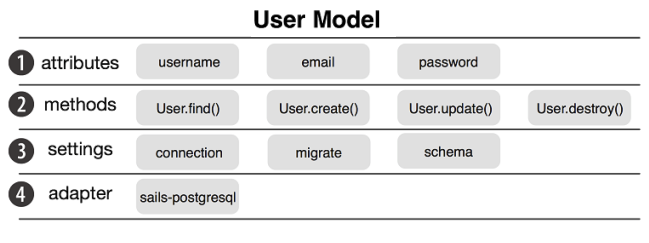 User Model
1 attributes username email password
2 methods User.find() User.create() User.update() User.destroy()
3 settings connection migrate schema
4 adapter sails-postgresql